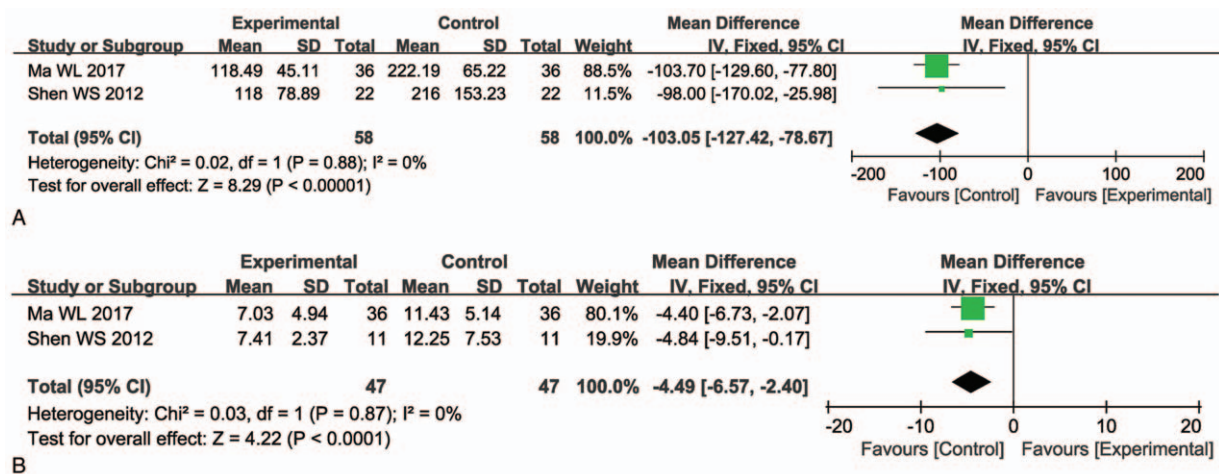 Experimental Control Mean Difference Mean Difference
Study or Subgroup Mean SD Total Mean SD Total Weight IV, Fixed, 95% CI IV, Fixed, 95% CI
Ma WL 2017 118.49 45.11 36 222.19 65.22 36 88.5% -103.70 [-129.60, -77.80]
Shen WS 2012 118 78.89 22 216 153.23 22 11.5% -98.00 [-170.02, -25.98]
Total (95% CI) 58 58 100.0% -103.05 [-127.42, -78.67]
Heterogeneity: Chi² = 0.02, df = 1 (P = 0.88); I² = 0%
Test for overall effect: Z = 8.29 (P < 0.00001)
-200 -100 0 100 200
Favours [Control] Favours [Experimental]
A
Experimental Control Mean Difference Mean Difference
Study or Subgroup Mean SD Total Mean SD Total Weight IV, Fixed, 95% CI IV, Fixed, 95% CI
Ma WL 2017 7.03 4.94 36 11.43 5.14 36 80.1% -4.40 [-6.73, -2.07]
Shen WS 2012 7.41 2.37 11 12.25 7.53 11 19.9% -4.84 [-9.51, -0.17]
Total (95% CI) 47 47 100.0% -4.49 [-6.57, -2.40]
Heterogeneity: Chi² = 0.03, df = 1 (P = 0.87); I² = 0%
Test for overall effect: Z = 4.22 (P < 0.0001)
-20 -10 0 10 20
Favours [Control] Favours [Experimental]
B